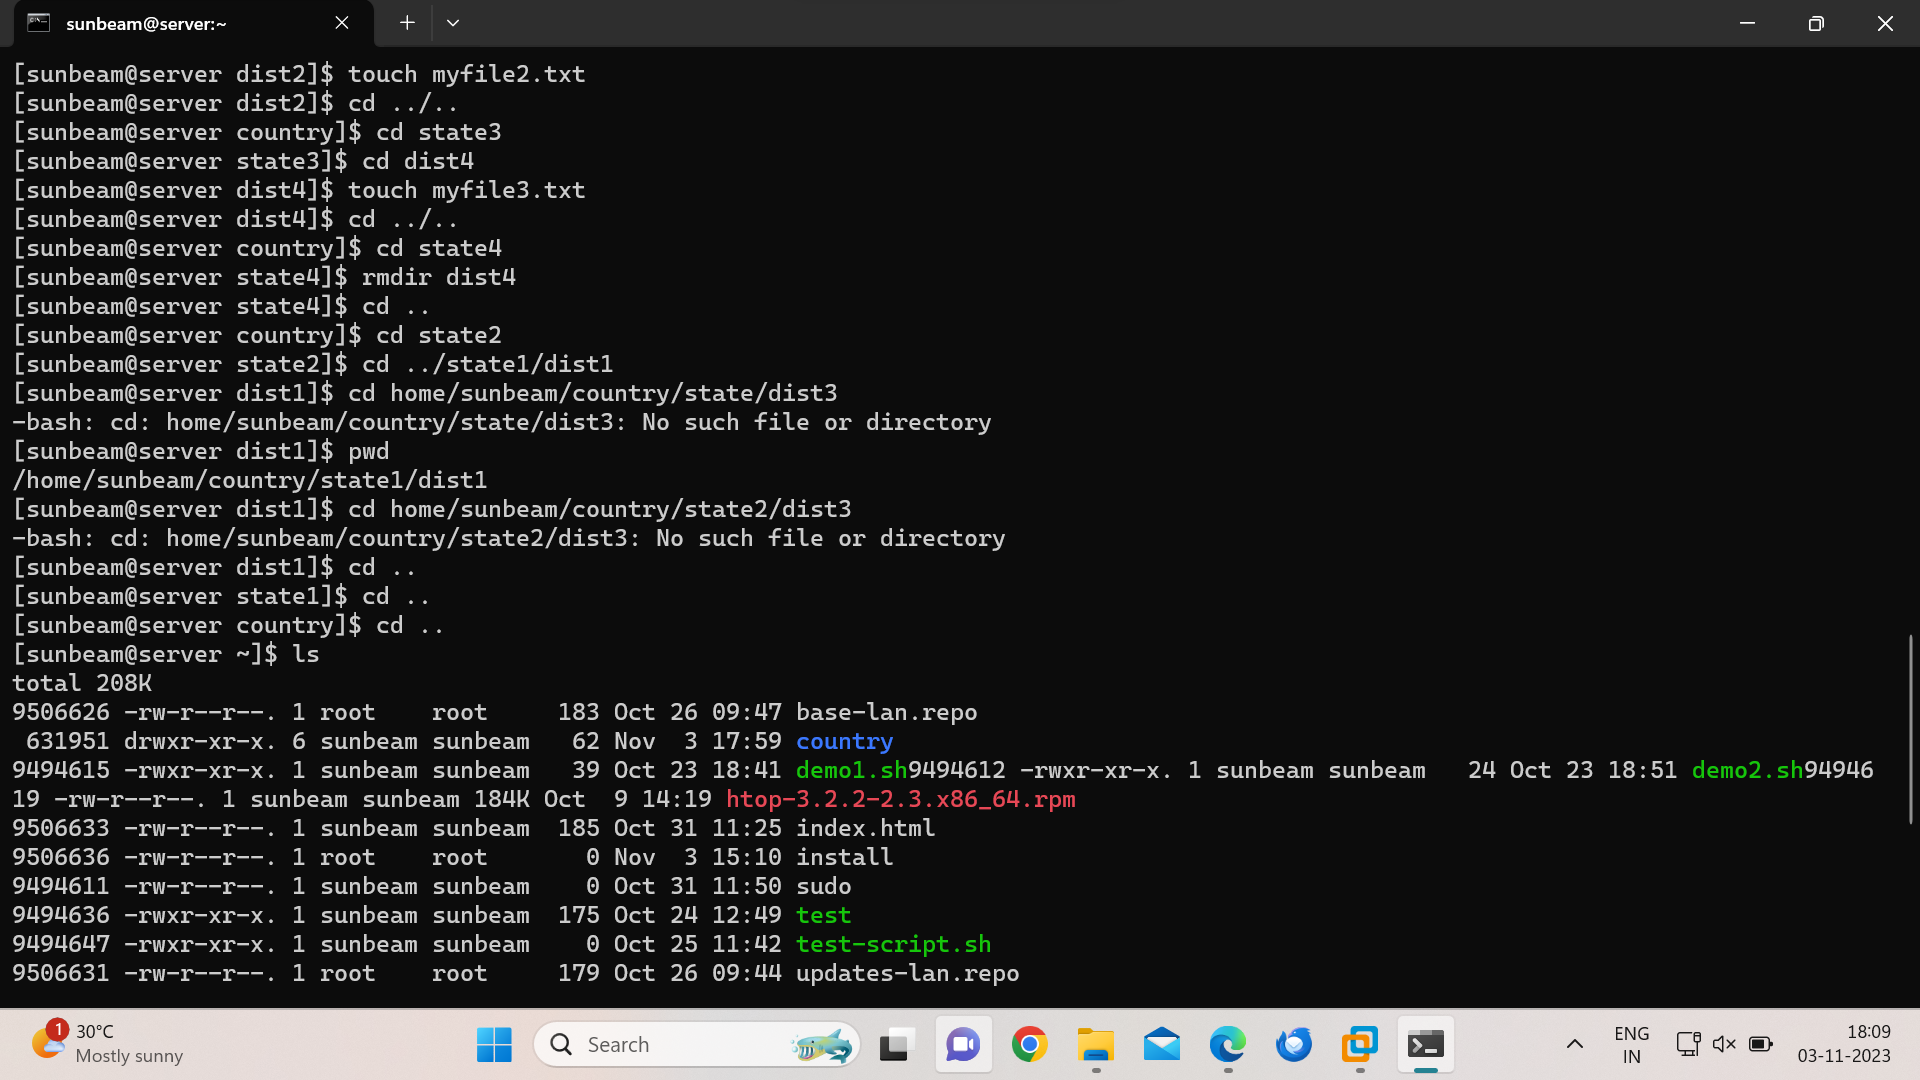 sunbeam@server:~
[sunbeam@server dist2]$ touch myfile2.txt
[sunbeam@server dist2]$ cd ../..
[sunbeam@server country]$ cd state3
[sunbeam@server state3]$ cd dist4
[sunbeam@server dist4]$ touch myfile3.txt
[sunbeam@server dist4]$ cd ../..
[sunbeam@server country]$ cd state4
[sunbeam@server state4]$ rmdir dist4
[sunbeam@server state4]$ cd ..
[sunbeam@server country]$ cd state2
[sunbeam@server state2]$ cd ../state1/dist1
[sunbeam@server dist1]$ cd home/sunbeam/country/state/dist3
-bash: cd: home/sunbeam/country/state/dist3: No such file or directory
[sunbeam@server dist1]$ pwd
/home/sunbeam/country/state1/dist1
[sunbeam@server dist1]$ cd home/sunbeam/country/state2/dist3
-bash: cd: home/sunbeam/country/state2/dist3: No such file or directory
[sunbeam@server dist1]$ cd ..
[sunbeam@server state1]$ cd ..
[sunbeam@server country]$ cd ..
[sunbeam@server ~]$ ls
total 208K
9506626 -rw-r--r--. 1 root    root     183 Oct 26 09:47 base-lan.repo
 631951 drwxr-xr-x. 6 sunbeam sunbeam   62 Nov  3 17:59 country
9494615 -rwxr-xr-x. 1 sunbeam sunbeam   39 Oct 23 18:41 demo1.sh9494612 -rwxr-xr-x. 1 sunbeam sunbeam   24 Oct 23 18:51 demo2.sh94946
19 -rw-r--r--. 1 sunbeam sunbeam 184K Oct  9 14:19 htop-3.2.2-2.3.x86_64.rpm
9506633 -rw-r--r--. 1 sunbeam sunbeam  185 Oct 31 11:25 index.html
9506636 -rw-r--r--. 1 root    root       0 Nov  3 15:10 install
9494611 -rw-r--r--. 1 sunbeam sunbeam    0 Oct 31 11:50 sudo
9494636 -rwxr-xr-x. 1 sunbeam sunbeam  175 Oct 24 12:49 test
9494647 -rwxr-xr-x. 1 sunbeam sunbeam    0 Oct 25 11:42 test-script.sh
9506631 -rw-r--r--. 1 root    root     179 Oct 26 09:44 updates-lan.repo
1
30°C
Mostly sunny
Search
ENG
IN
18:09
03-11-2023